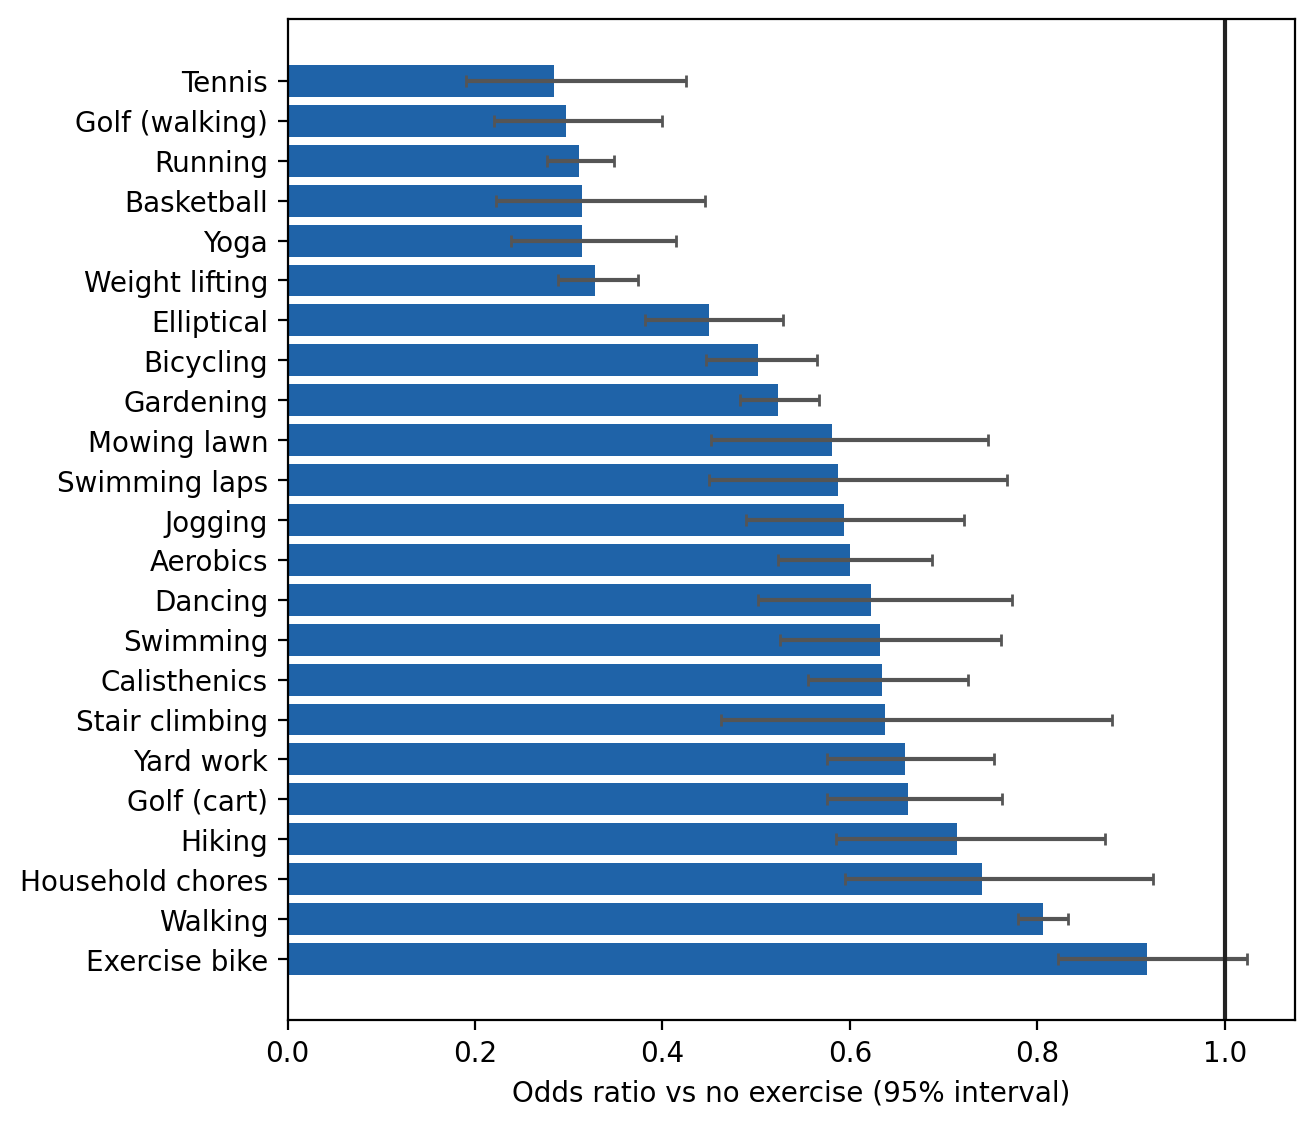 Tennis
Golf (walking)
Running
Basketball
Yoga
Weight lifting
Elliptical
Bicycling
Gardening
Mowing lawn
Swimming laps
Jogging
Aerobics
Dancing
Swimming
Calisthenics
Stair climbing
Yard work
Golf (cart)
Hiking
Household chores
Walking
Exercise bike
0.0 0.2 0.4 0.6 0.8 1.0
Odds ratio vs no exercise (95% interval)